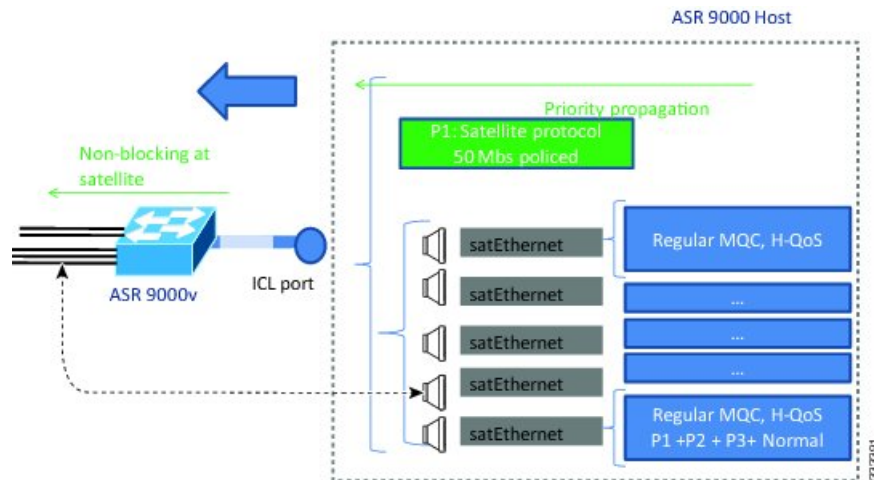 ASR 9000 Host
Priority propagation
P1: Satellite protocol
50 Mbs policed
Non-blocking at
satellite
satEthernet
Regular MQC, H-QoS
ICL port
ASR 9000v
satEthernet
...
satEthernet
...
...
satEthernet
satEthernet
Regular MQC, H-QoS
P1 +P2 + P3+ Normal
333391